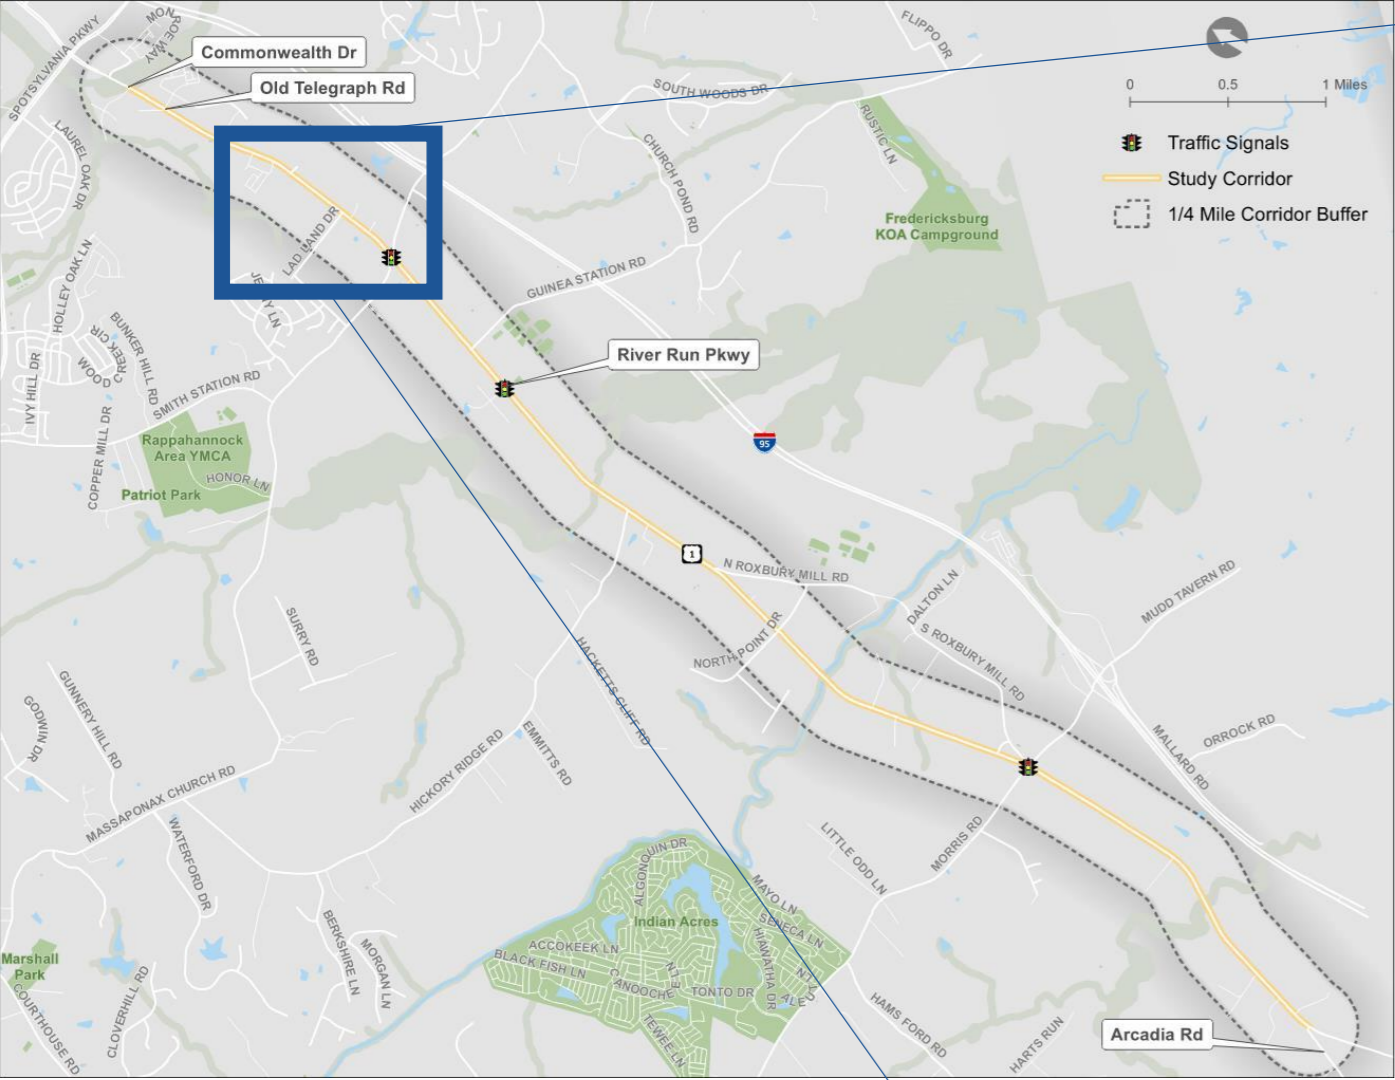 SPOTSYLVANIA PKWY
MONROE WAY
Commonwealth Dr
Old Telegraph Rd
FLIPPO DR
SOUTH WOODS DR
RUSTIC LN
CHURCH POND RD
0 0.5 1 Miles
Traffic Signals
Study Corridor
1/4 Mile Corridor Buffer
Fredericksburg
KOA Campground
LAUREL OAK DR
HOLLEY OAK LN
LADYLAND DR
JENNY LN
GUINEA STATION RD
River Run Pkwy
BUNKER HILL RD
WOOD CREEK CIR
IVY HILL DR
COPPER MILL DR
SMITH STATION RD
Rappahannock
Area YMCA
HONOR LN
Patriot Park
95
1
N ROXBURY MILL RD
DALTON LN
S ROXBURY MILL RD
MUDD TAVERN RD
NORTH POINT DR
SURRY RD
HACKETTS CLIFF RD
GUNNERY HILL RD
GODWIN DR
HICKORY RIDGE RD
EMMITTS RD
MASSAPONAX CHURCH RD
WATERFORD DR
MALLARD RD
ORROCK RD
LITTLE ODD LN
MORRIS RD
ALGONQUIN DR
MAYO LN
SENECA LN
Indian Acres
HIAWATHA DR
ACCOKEEK LN
BLACK FISH LN
CANOOCHE
TONTO DR
TEWEE LN
BERKSHIRE LN
MORGAN LN
CLOVERHILL RD
Marshall
Park
COURTHOUSE RD
HAMS FORD RD
HARTS RUN
Arcadia Rd